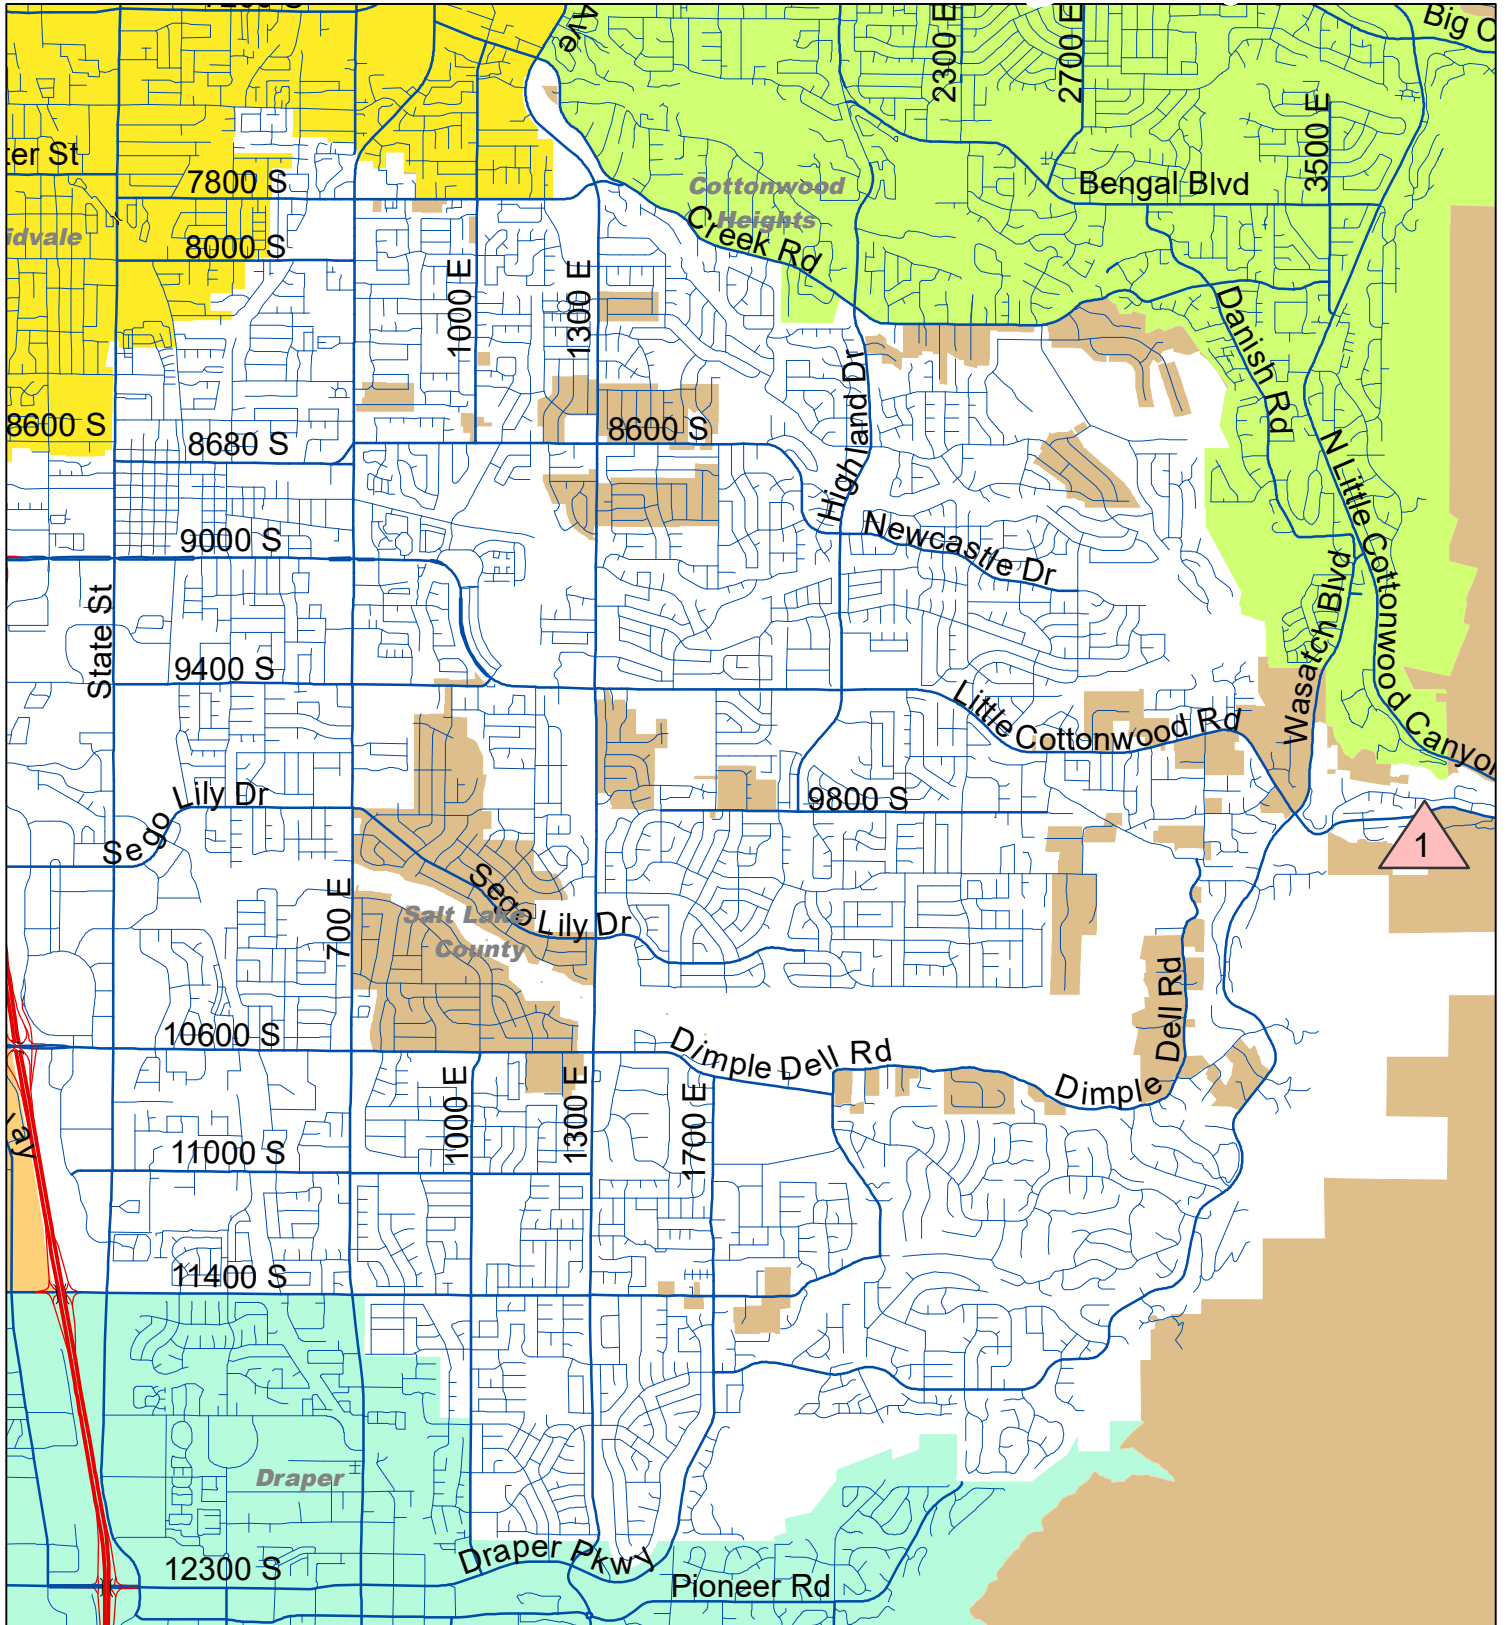 7200 S
Ave
2300 E
2700 E
Big C
ter St
7800 S
Cottonwood
Heights
Creek Rd
Bengal Blvd
3500 E
idvale
8000 S
1000 E
1300 E
Highland Dr
Danish Rd
8600 S
8680 S
8600 S
N Little Cottonwood Canyon
9000 S
Newcastle Dr
State St
Wasatch Blvd
9400 S
Little Cottonwood Rd
Sego Lily Dr
9800 S
1
700 E
Salt Lake
County
Sego Lily Dr
Dell Rd
10600 S
Dimple Dell Rd
Dimple
1000 E
1300 E
1700 E
11000 S
11400 S
Draper
12300 S
Draper Pkwy
Pioneer Rd